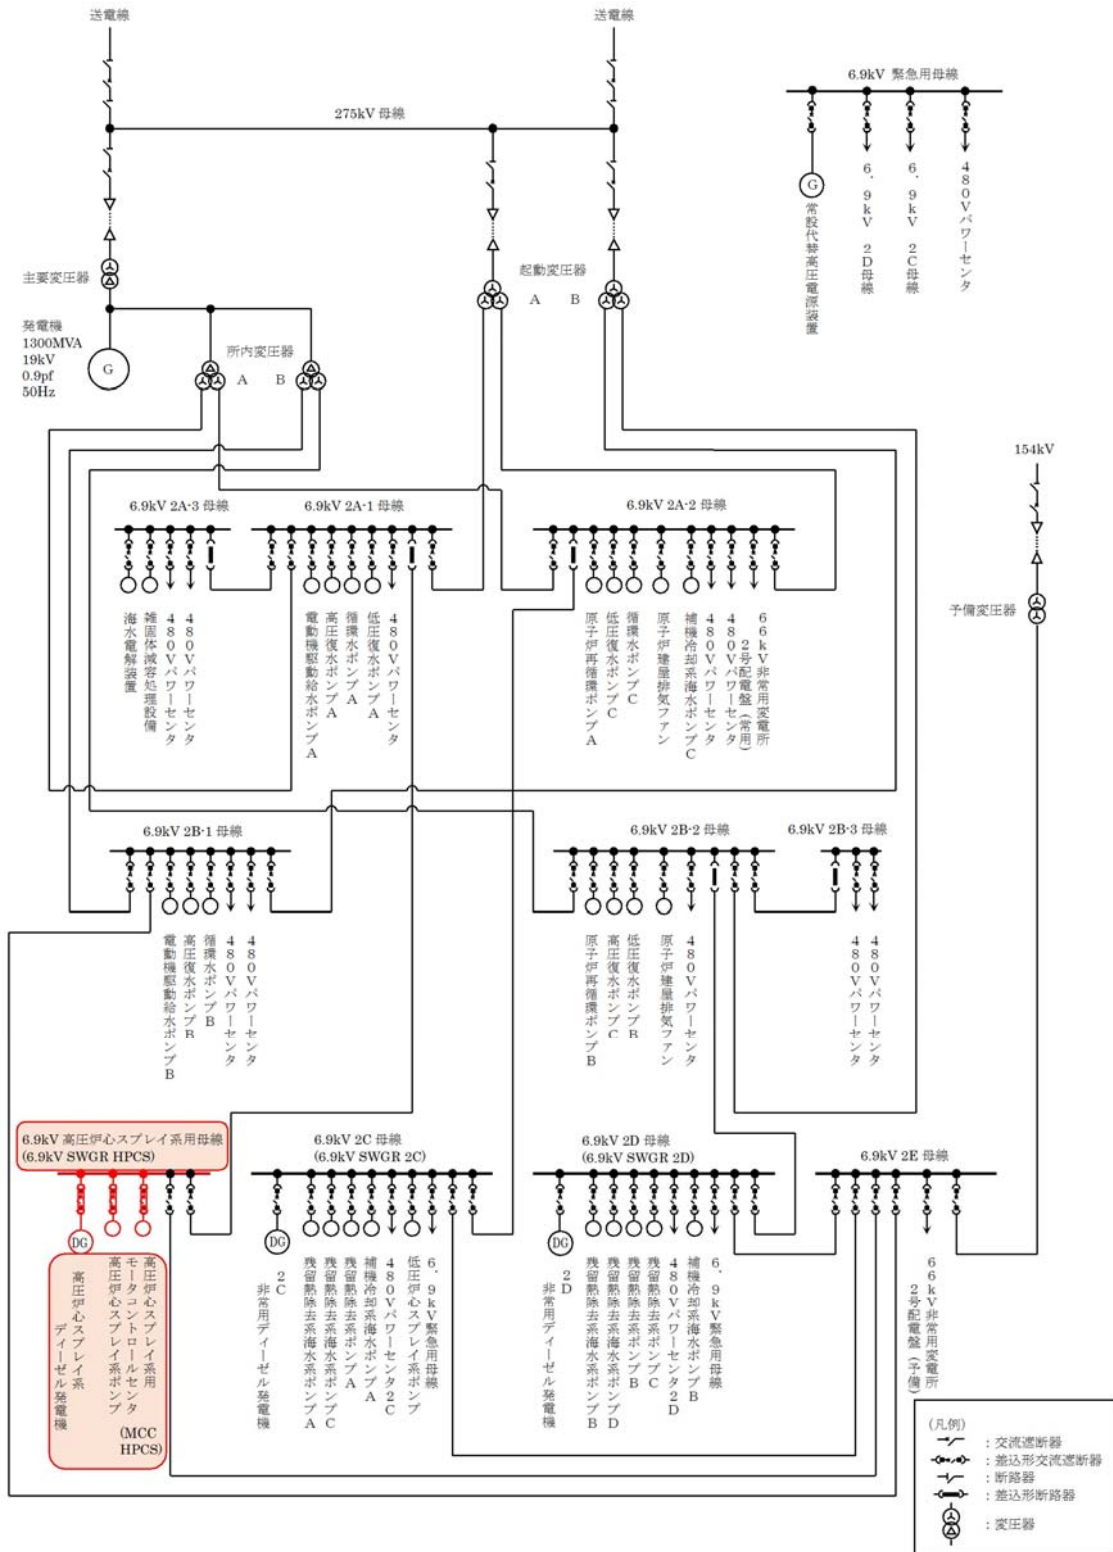 送電線
送電線
6.9kV 緊急用母線
275kV 母線
G
常設代替高圧電源装置
6．9kV 2D母線
6．9kV 2C母線
480Vパワーセンタ
主要変圧器
起動変圧器
A B
発電機
1300MVA
19kV
0.9pf
50Hz
G
所内変圧器
A B
154kV
予備変圧器
6.9kV 2A-3 母線
海水電解装置
雑固体減容処理設備
480Vパワーセンタ
480Vパワーセンタ
6.9kV 2A-1 母線
電動機駆動給水ポンプA
高圧復水ポンプA
循環水ポンプA
低圧復水ポンプA
480Vパワーセンタ
6.9kV 2A-2 母線
原子炉再循環ポンプA
低圧復水ポンプC
循環水ポンプC
原子炉建屋排気ファン
補機冷却系海水ポンプC
480Vパワーセンタ
480Vパワーセンタ
66kV非常用変電所
2号配電盤（常用）
6.9kV 2B-1 母線
電動機駆動給水ポンプB
高圧復水ポンプB
循環水ポンプB
480Vパワーセンタ
480Vパワーセンタ
6.9kV 2B-2 母線
原子炉再循環ポンプB
高圧復水ポンプC
低圧復水ポンプB
原子炉建屋排気ファン
480Vパワーセンタ
6.9kV 2B-3 母線
480Vパワーセンタ
480Vパワーセンタ
6.9kV 高圧炉心スプレイ系用母線
(6.9kV SWGR HPCS)
DG
高圧炉心スプレイ系
ディーゼル発電機
高圧炉心スプレイ系ポンプ
高圧炉心スプレイ系用
モータコントロールセンタ
(MCC
HPCS)
6.9kV 2C 母線
(6.9kV SWGR 2C)
DG
2C
非常用ディーゼル発電機
残留熱除去系海水系ポンプA
残留熱除去系海水系ポンプC
残留熱除去系ポンプA
補機冷却系海水ポンプA
480Vパワーセンタ2C
低圧炉心スプレイ系ポンプ
6．9kV緊急用母線
6.9kV 2D 母線
(6.9kV SWGR 2D)
DG
2D
非常用ディーゼル発電機
残留熱除去系海水系ポンプB
残留熱除去系海水系ポンプD
残留熱除去系ポンプB
残留熱除去系ポンプC
480Vパワーセンタ2D
補機冷却系海水ポンプB
6．9kV緊急用母線
6.9kV 2E 母線
66kV非常用変電所
2号配電盤（予備）
(凡例)
：交流遮断器
：差込形交流遮断器
：断路器
：差込形断路器
：変圧器